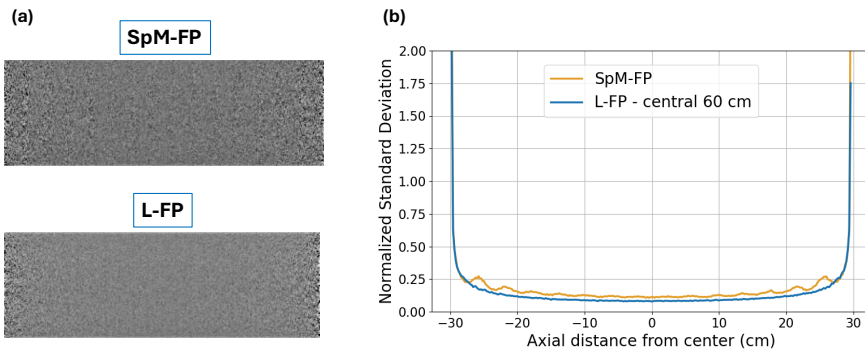 (a)
SpM-FP
L-FP
(b)
Normalized Standard Deviation
2.00
1.75
1.50
1.25
1.00
0.75
0.50
0.25
0.00
SpM-FP
L-FP - central 60 cm
−30 −20 −10 0 10 20 30
Axial distance from center (cm)